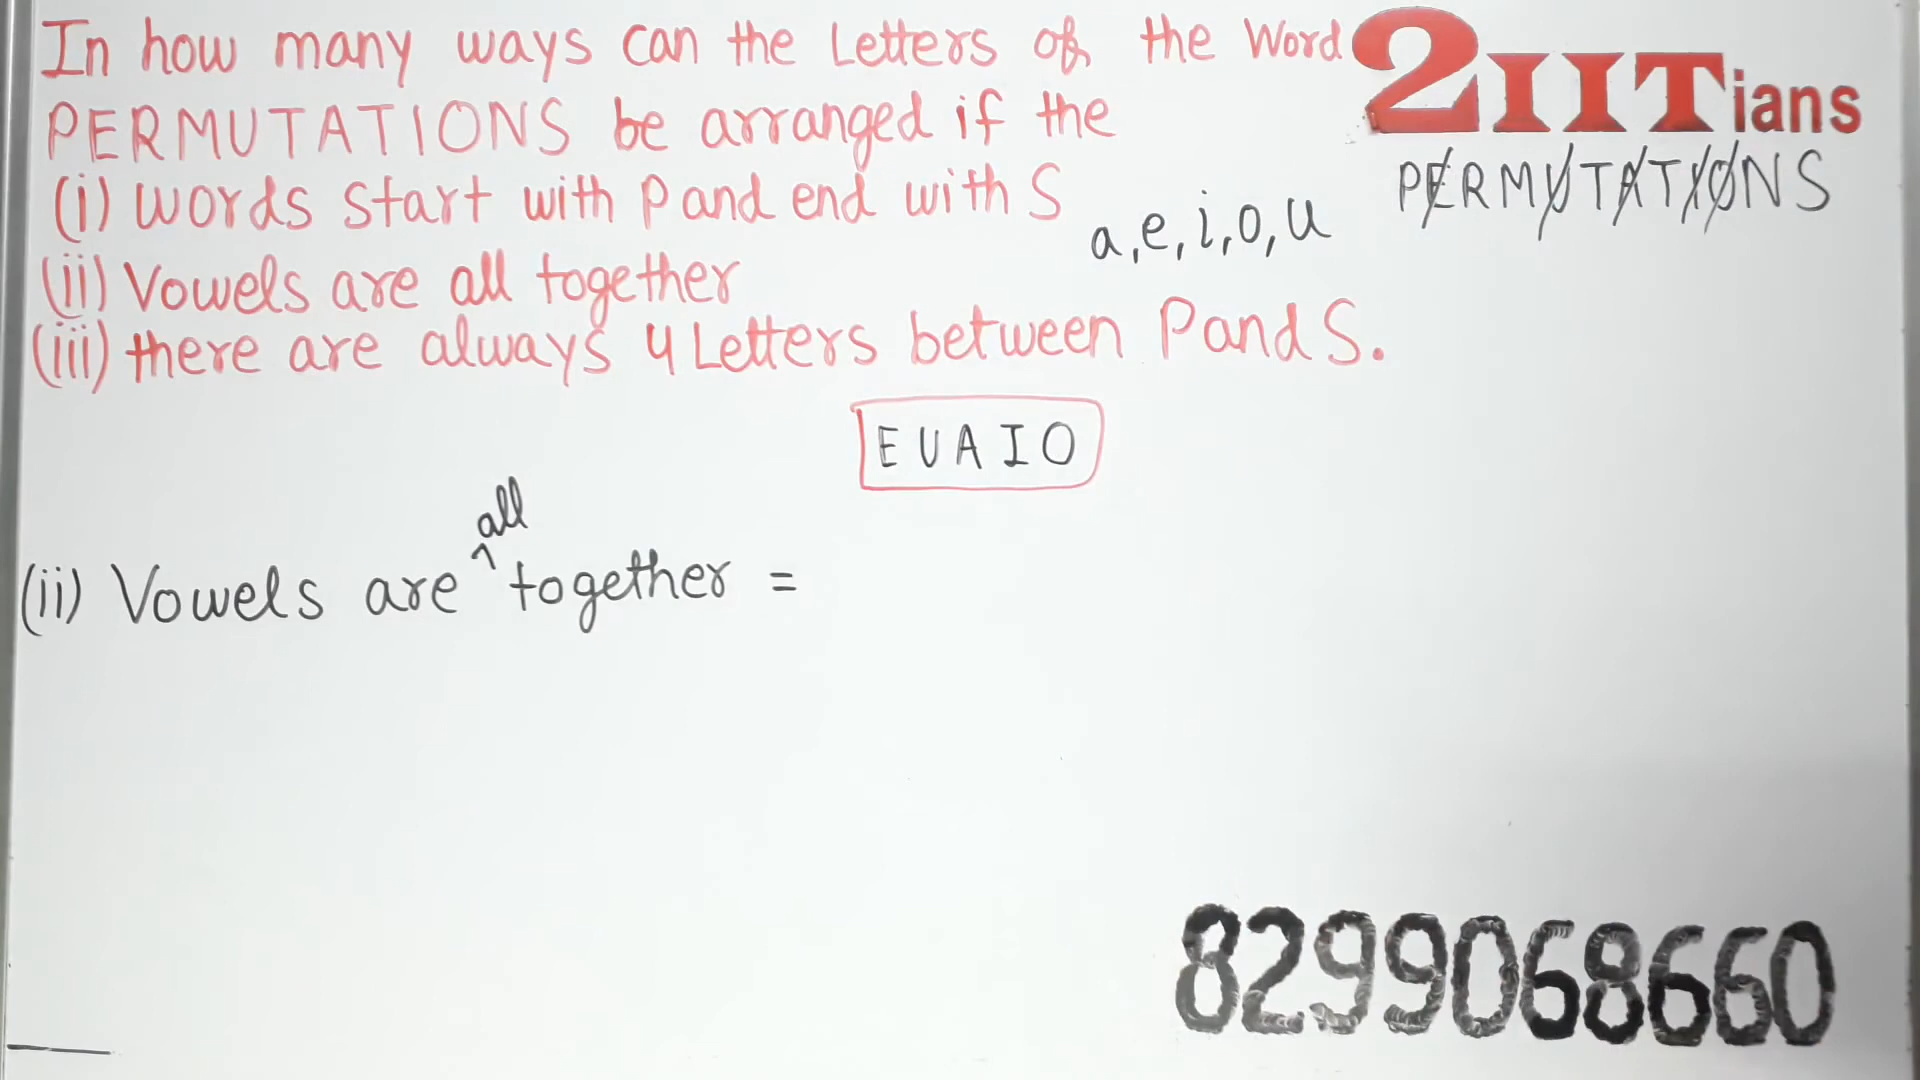 In how many ways can the Letters of the Word
PERMUTATIONS be arranged if the
(i) words start with P and end with S
(ii) Vowels are all together
(iii) there are always 4 Letters between P and S.
2IITians
PERMUTATIONS
a, e, i, o, u
E U A I O
(ii) Vowels are ^all together =
8299068660